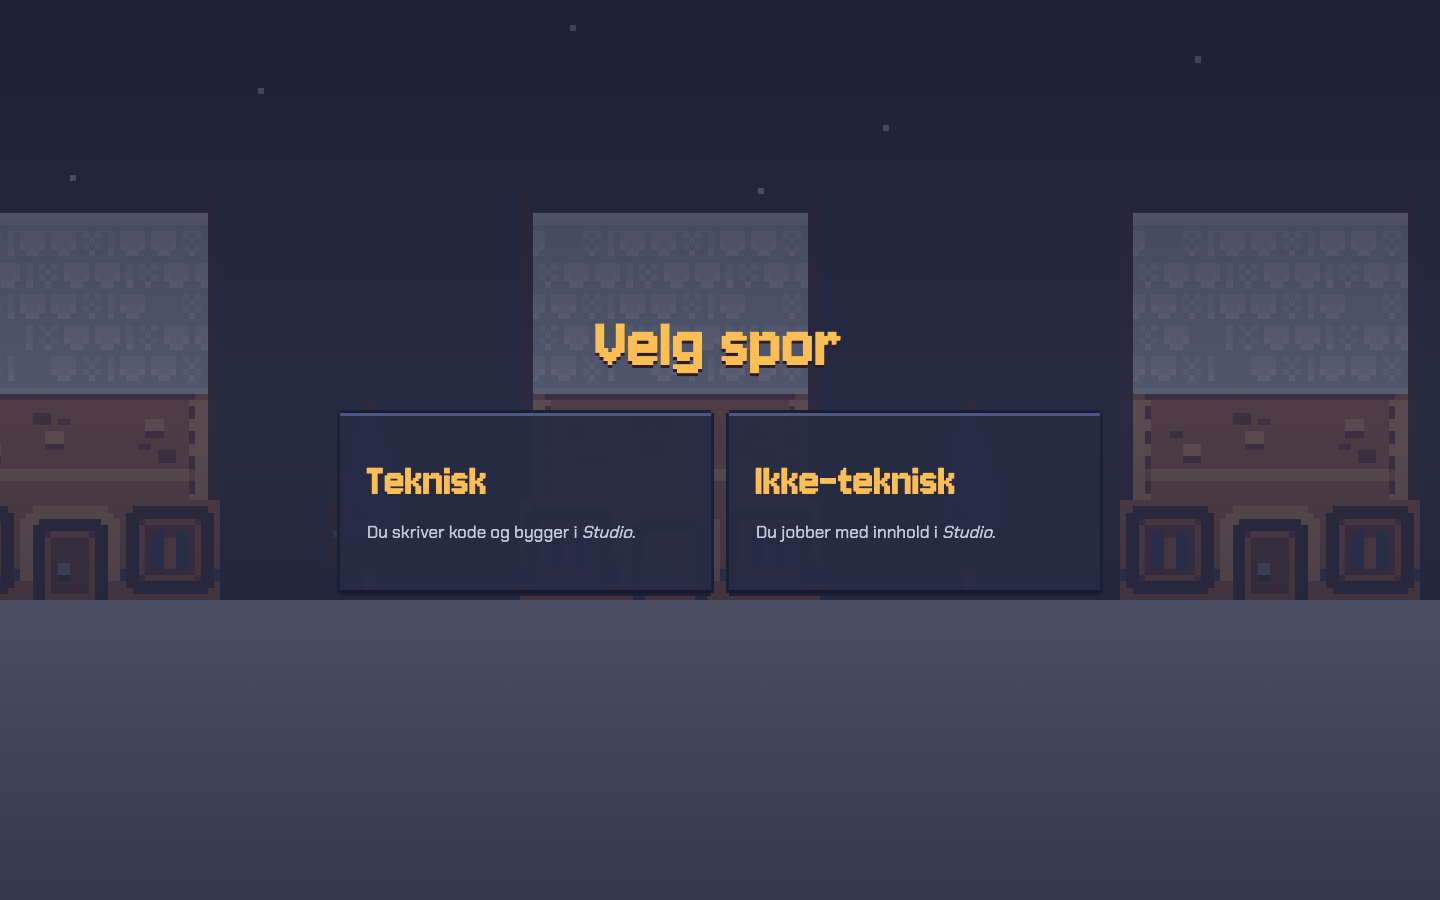 Velg spor
Teknisk
Du skriver kode og bygger i Studio.
Ikke-teknisk
Du jobber med innhold i Studio.